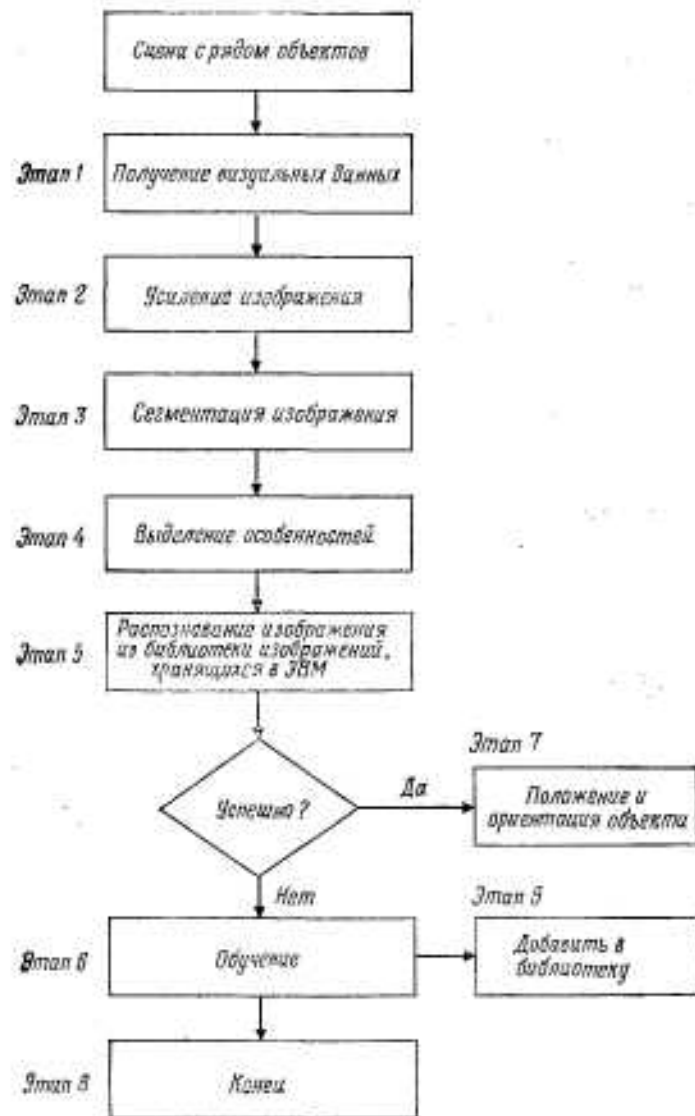 Сцена с рядом объектов
Этап 1
Получение визуальных данных
Этап 2
Усиление изображения
Этап 3
Сегментация изображения
Этап 4
Выделение особенностей
Этап 5
Распознавание изображения
из библиотеки изображений,
хранящихся в ЭВМ
Успешно?
Да
Этап 7
Положение и
ориентация объекта
Нет
Этап 6
Обучение
Этап 9
Добавить в
библиотеку
Этап 8
Конец